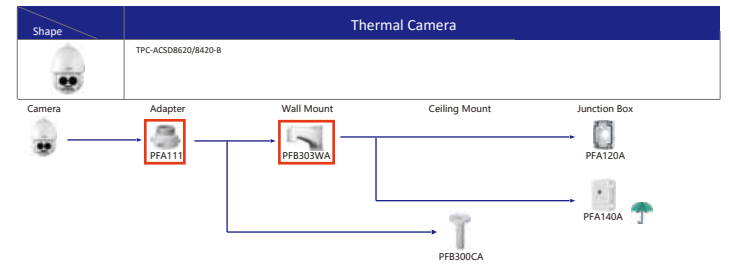 Shape
Thermal Camera
TPC-ACSD8620/8420-B
Camera
Adapter
Wall Mount
Ceiling Mount
Junction Box
PFA111
PFB303WA
PFA120A
PFA140A
PFB300CA